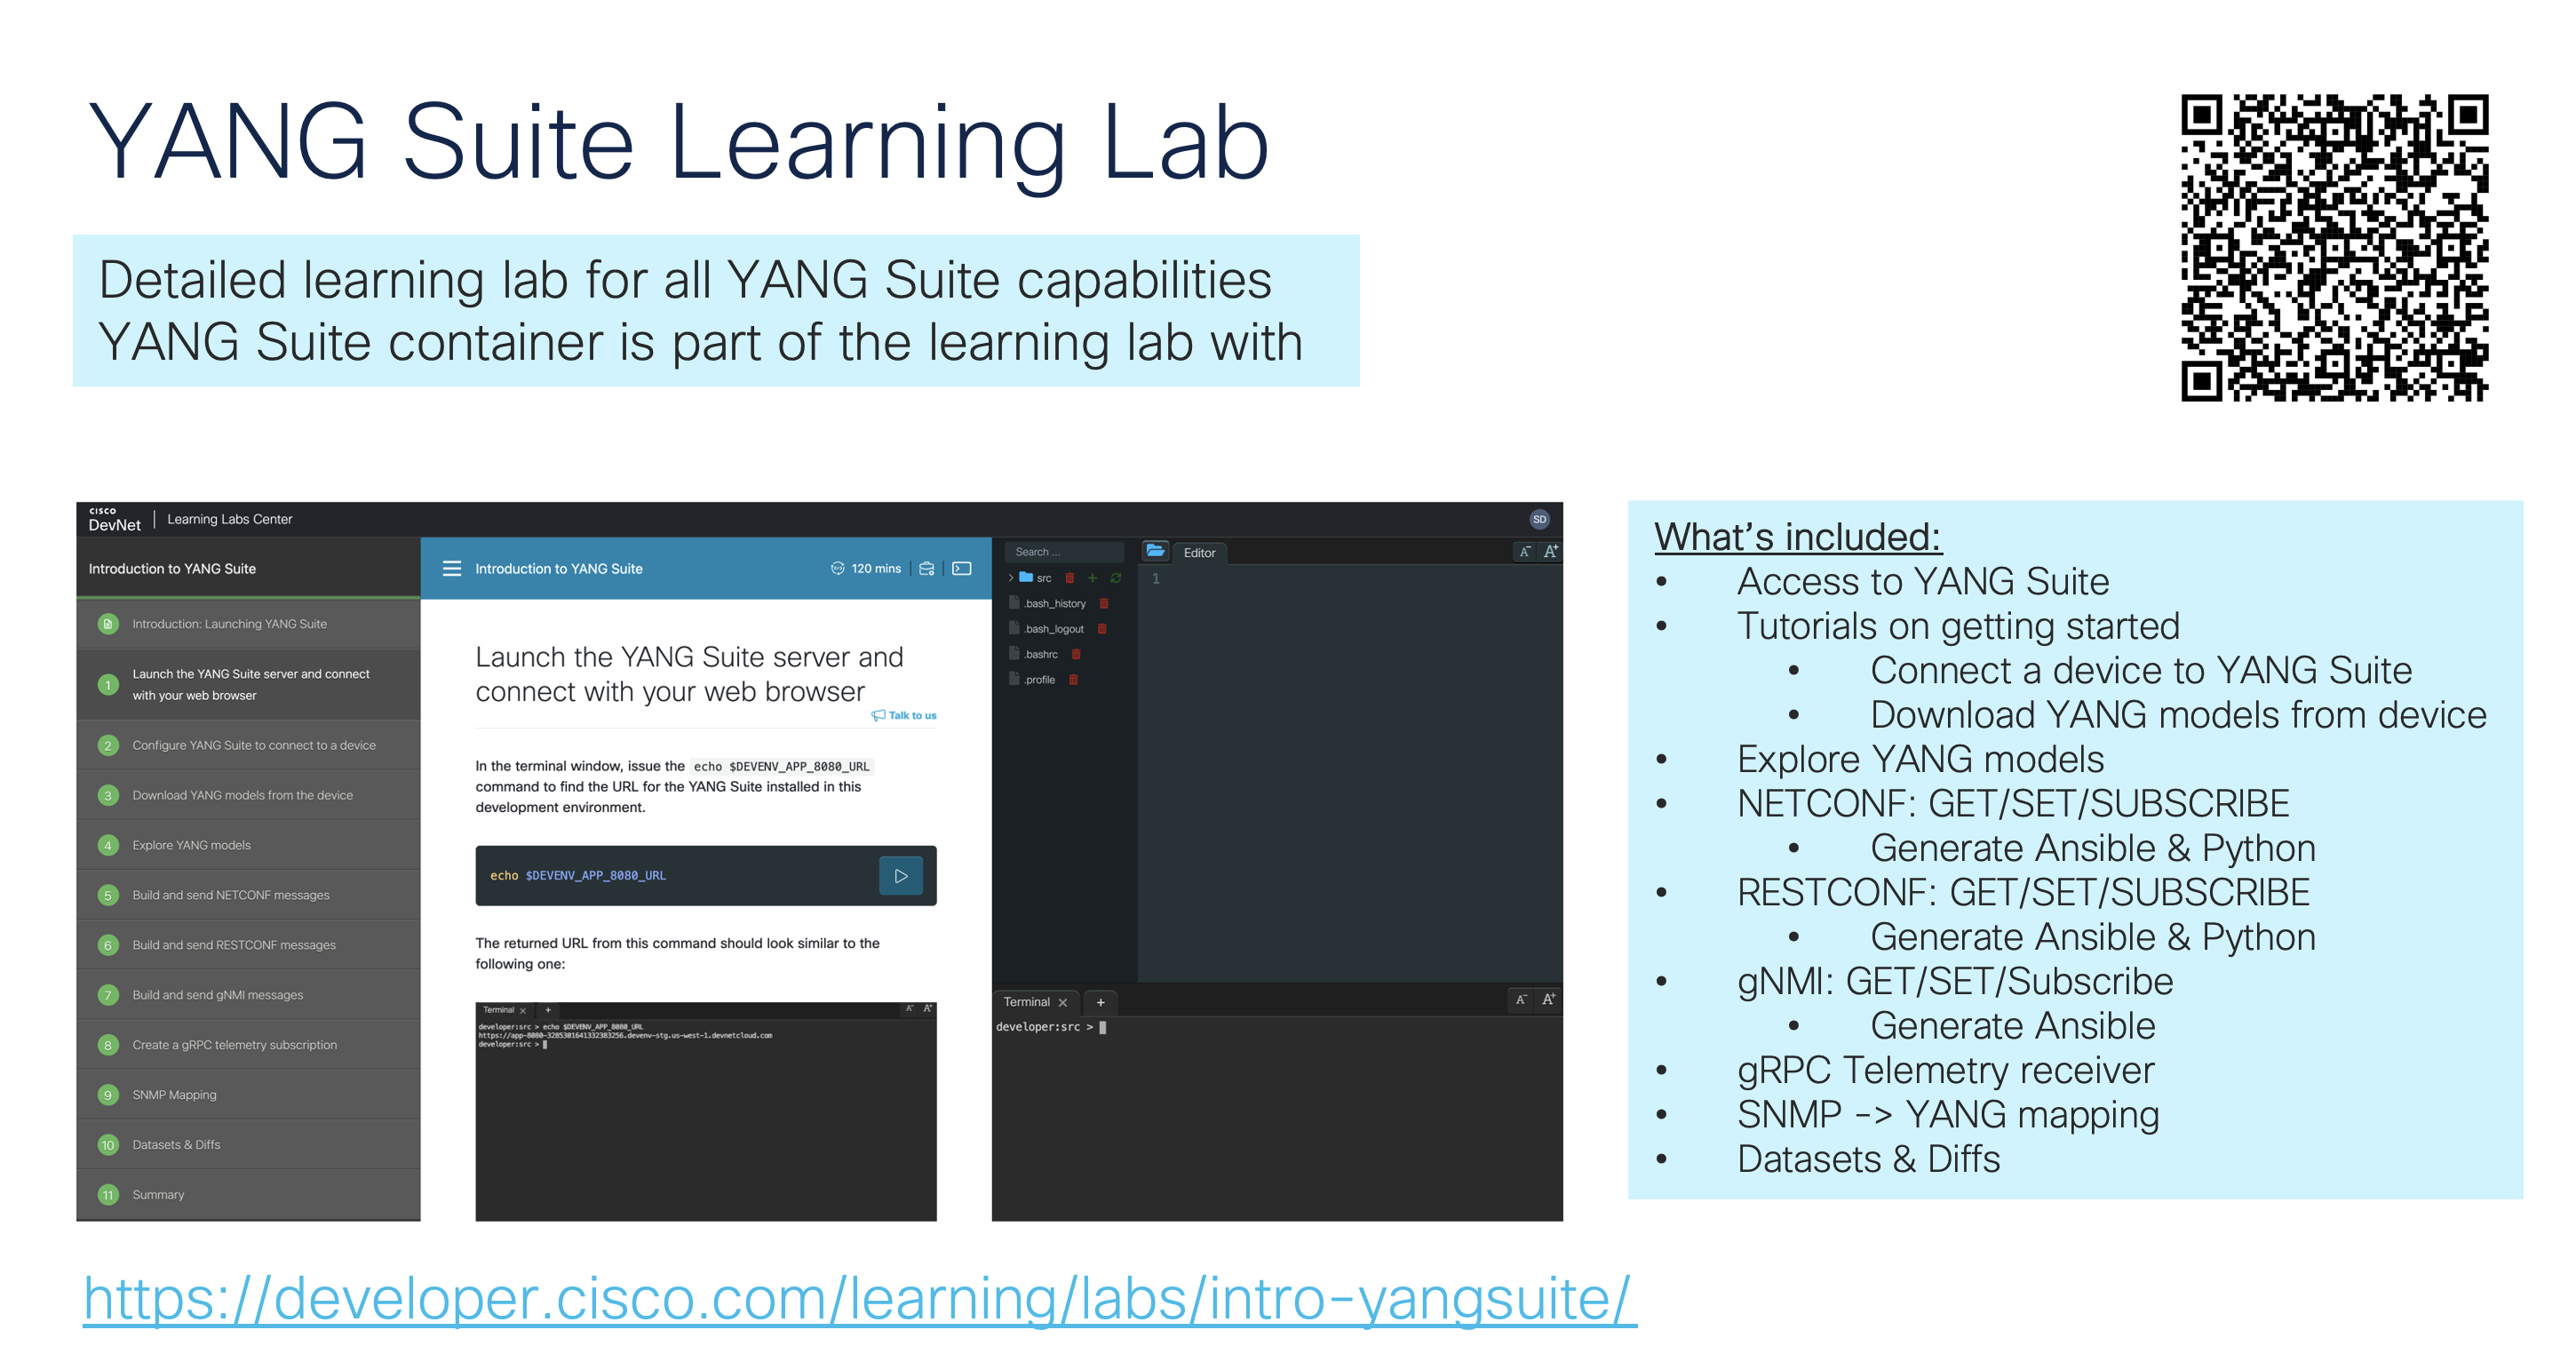 YANG Suite Learning Lab
Detailed learning lab for all YANG Suite capabilities
YANG Suite container is part of the learning lab with
CISCO
DevNet
Learning Labs Center
SD
Introduction to YANG Suite
Introduction: Launching YANG Suite
1 Launch the YANG Suite server and connect
with your web browser
2 Configure YANG Suite to connect to a device
3 Download YANG models from the device
4 Explore YANG models
5 Build and send NETCONF messages
6 Build and send RESTCONF messages
7 Build and send gNMI messages
8 Create a gRPC telemetry subscription
9 SNMP Mapping
10 Datasets & Diffs
11 Summary
Introduction to YANG Suite
120 mins
Launch the YANG Suite server and
connect with your web browser
Talk to us
In the terminal window, issue the echo $DEVENV_APP_8080_URL
command to find the URL for the YANG Suite installed in this
development environment.
echo $DEVENV_APP_8080_URL
The returned URL from this command should look similar to the
following one:
Terminal × +
A- A+
developer:src > echo $DEVENV_APP_8080_URL
https://app-8080-3285301641332383256.devenv-stg.us-west-1.devnetcloud.com
developer:src >
Search ...
> src
.bash_history
.bash_logout
.bashrc
.profile
Editor
A- A+
1
Terminal × +
A- A+
developer:src >
What's included:
• Access to YANG Suite
• Tutorials on getting started
• Connect a device to YANG Suite
• Download YANG models from device
• Explore YANG models
• NETCONF: GET/SET/SUBSCRIBE
• Generate Ansible & Python
• RESTCONF: GET/SET/SUBSCRIBE
• Generate Ansible & Python
• gNMI: GET/SET/Subscribe
• Generate Ansible
• gRPC Telemetry receiver
• SNMP -> YANG mapping
• Datasets & Diffs
https://developer.cisco.com/learning/labs/intro-yangsuite/